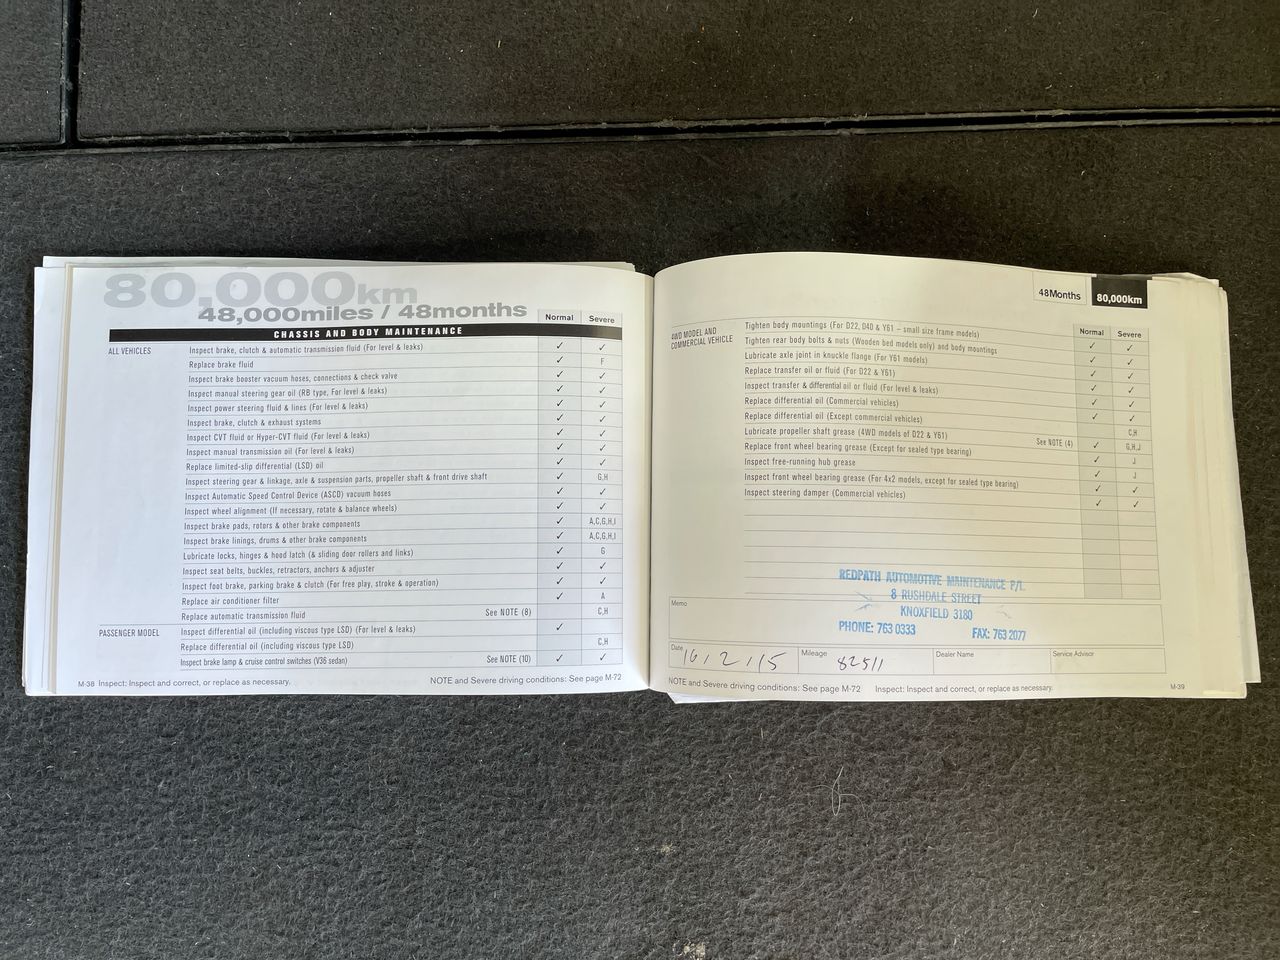 80,000km
48,000miles / 48months
Normal Severe
CHASSIS AND BODY MAINTENANCE
ALL VEHICLES Inspect brake, clutch & automatic transmission fluid (For level & leaks) ✓ ✓
Replace brake fluid ✓ F
Inspect brake booster vacuum hoses, connections & check valve ✓ ✓
Inspect manual steering gear oil (RB type, For level & leaks) ✓ ✓
Inspect power steering fluid & lines (For level & leaks) ✓ ✓
Inspect brake, clutch & exhaust systems ✓ ✓
Inspect CVT fluid or Hyper-CVT fluid (For level & leaks) ✓ ✓
Inspect manual transmission oil (For level & leaks) ✓ ✓
Replace limited-slip differential (LSD) oil ✓ ✓
Inspect steering gear & linkage, axle & suspension parts, propeller shaft & front drive shaft ✓ G,H
Inspect Automatic Speed Control Device (ASCD) vacuum hoses ✓ ✓
Inspect wheel alignment (If necessary, rotate & balance wheels) ✓ ✓
Inspect brake pads, rotors & other brake components ✓ A,C,G,H,I
Inspect brake linings, drums & other brake components ✓ A,C,G,H,I
Lubricate locks, hinges & hood latch (& sliding door rollers and links) ✓ G
Inspect seat belts, buckles, retractors, anchors & adjuster ✓ ✓
Inspect foot brake, parking brake & clutch (For free play, stroke & operation) ✓ ✓
Replace air conditioner filter ✓ A
Replace automatic transmission fluid See NOTE (8) C,H
PASSENGER MODEL Inspect differential oil (including viscous type LSD) (For level & leaks) ✓
Replace differential oil (including viscous type LSD) C,H
Inspect brake lamp & cruise control switches (V36 sedan) See NOTE (10) ✓ ✓
M-38 Inspect: Inspect and correct, or replace as necessary. NOTE and Severe driving conditions: See page M-72
48Months 80,000km
Normal Severe
4WD MODEL AND COMMERCIAL VEHICLE Tighten body mountings (For D22, D40 & Y61 - small size frame models) ✓ ✓
Tighten rear body bolts & nuts (Wooden bed models only) and body mountings ✓ ✓
Lubricate axle joint in knuckle flange (For Y61 models) ✓ ✓
Replace transfer oil or fluid (For D22 & Y61) ✓ ✓
Inspect transfer & differential oil or fluid (For level & leaks) ✓ ✓
Replace differential oil (Commercial vehicles) ✓ ✓
Replace differential oil (Except commercial vehicles) C,H
Lubricate propeller shaft grease (4WD models of D22 & Y61) See NOTE (4) ✓ G,H,J
Replace front wheel bearing grease (Except for sealed type bearing) ✓ J
Inspect free-running hub grease ✓ J
Inspect front wheel bearing grease (For 4x2 models, except for sealed type bearing) ✓ ✓
Inspect steering damper (Commercial vehicles) ✓ ✓
REDPATH AUTOMOTIVE MAINTENANCE P/L
8 RUSHDALE STREET
KNOXFIELD 3180
PHONE: 763 0333 FAX: 763 2077
Memo
Date 16/2/15 Mileage 82511 Dealer Name Service Advisor
NOTE and Severe driving conditions: See page M-72 Inspect: Inspect and correct, or replace as necessary. M-39